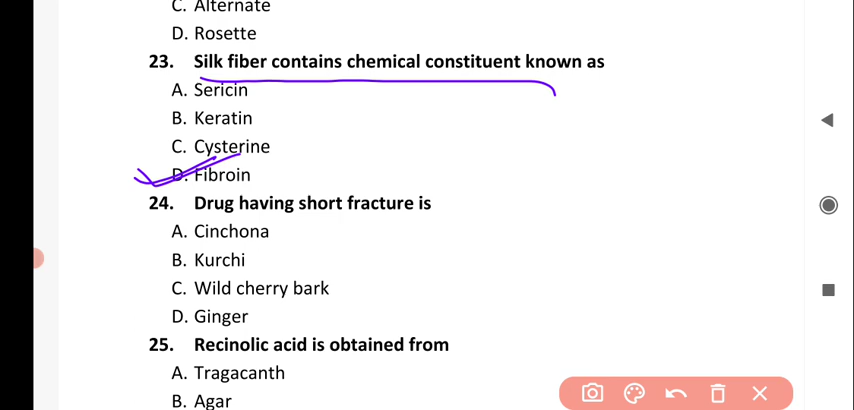 C. Alternate
D. Rosette
23. Silk fiber contains chemical constituent known as
A. Sericin
B. Keratin
C. Cysterine
D. Fibroin
24. Drug having short fracture is
A. Cinchona
B. Kurchi
C. Wild cherry bark
D. Ginger
25. Recinolic acid is obtained from
A. Tragacanth
B. Agar